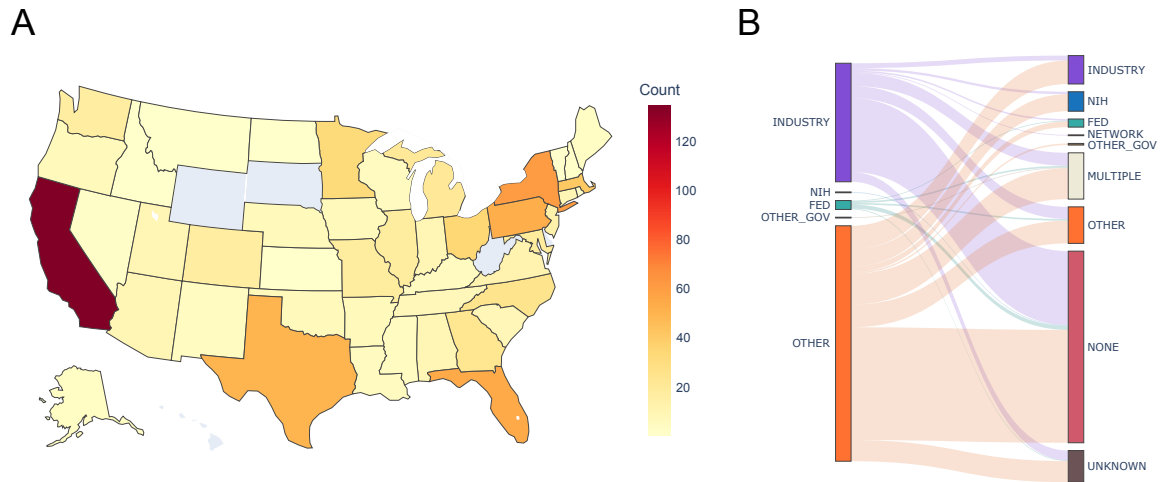 A
Count
120
100
80
60
40
20
B
INDUSTRY
NIH
FED
OTHER_GOV
OTHER
INDUSTRY
NIH
FED
NETWORK
OTHER_GOV
MULTIPLE
OTHER
NONE
UNKNOWN